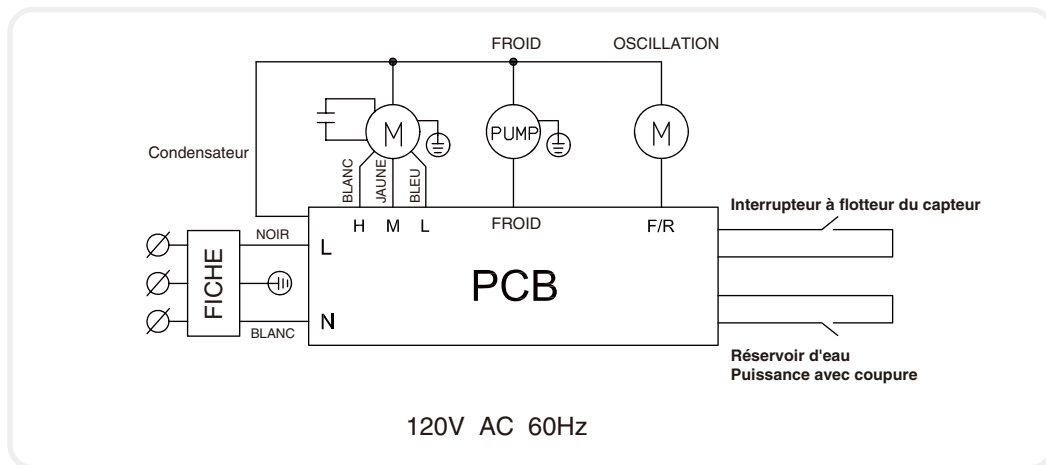 FROID
OSCILLATION
M
PUMP
M
Condensateur
BLANC
JAUNE
BLEU
H
M
L
FROID
F/R
Interrupteur à flotteur du capteur
NOIR
L
FICHE
PCB
N
BLANC
Réservoir d'eau
Puissance avec coupure
120V AC 60Hz